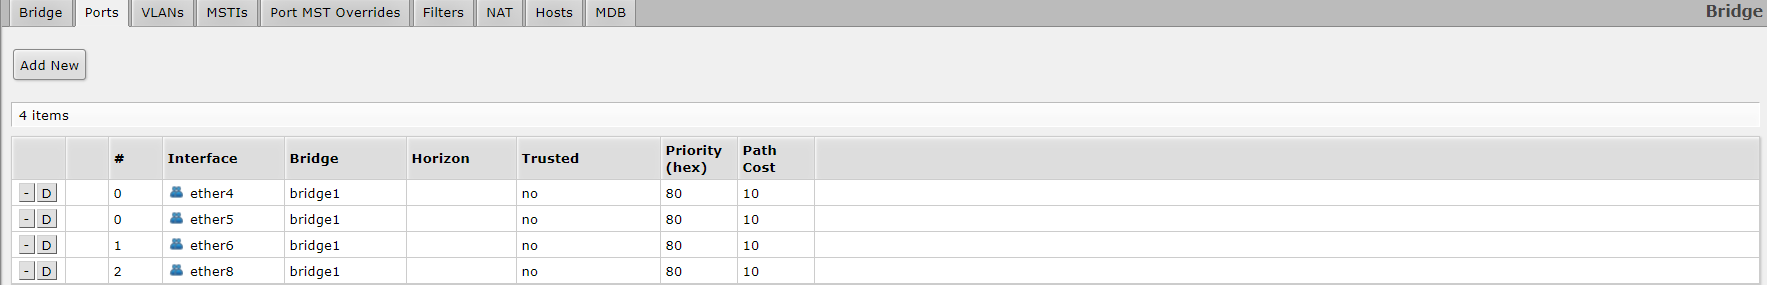 Bridge Ports VLANs MSTIs Port MST Overrides Filters NAT Hosts MDB Bridge
Add New
4 items
# Interface Bridge Horizon Trusted Priority (hex) Path Cost
- D 0 ether4 bridge1 no 80 10
- D 0 ether5 bridge1 no 80 10
- D 1 ether6 bridge1 no 80 10
- D 2 ether8 bridge1 no 80 10